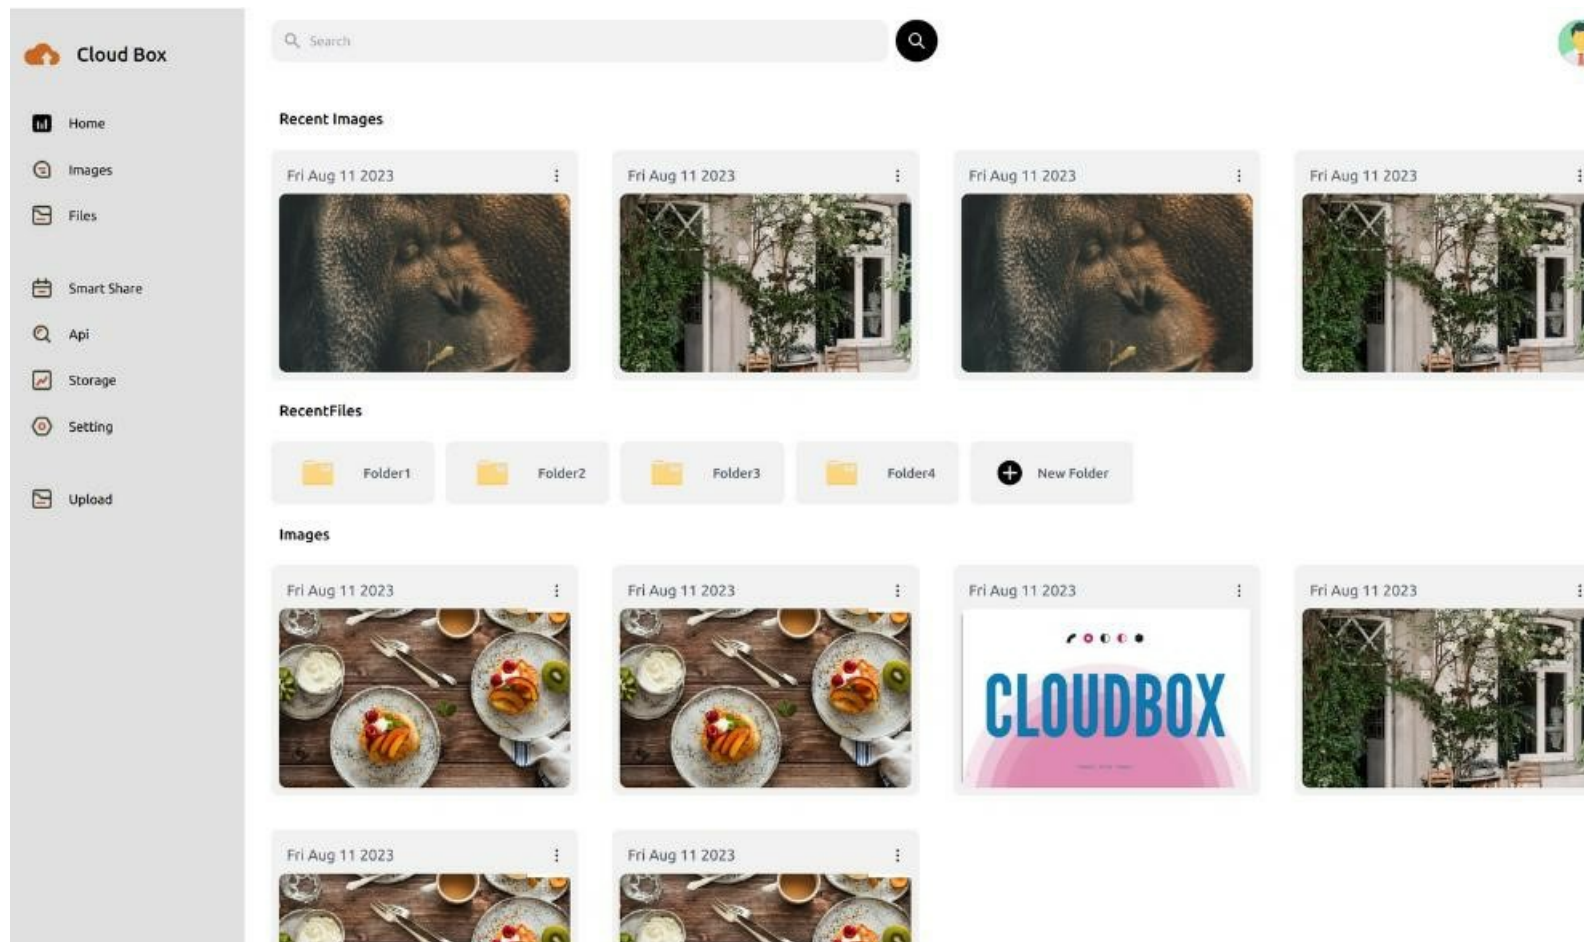 Cloud Box
Search
Home
Images
Files
Smart Share
Api
Storage
Setting
Upload
Recent Images
Fri Aug 11 2023
Fri Aug 11 2023
Fri Aug 11 2023
Fri Aug 11 2023
RecentFiles
Folder1
Folder2
Folder3
Folder4
New Folder
Images
Fri Aug 11 2023
Fri Aug 11 2023
Fri Aug 11 2023
Fri Aug 11 2023
CLOUDBOX
Fri Aug 11 2023
Fri Aug 11 2023